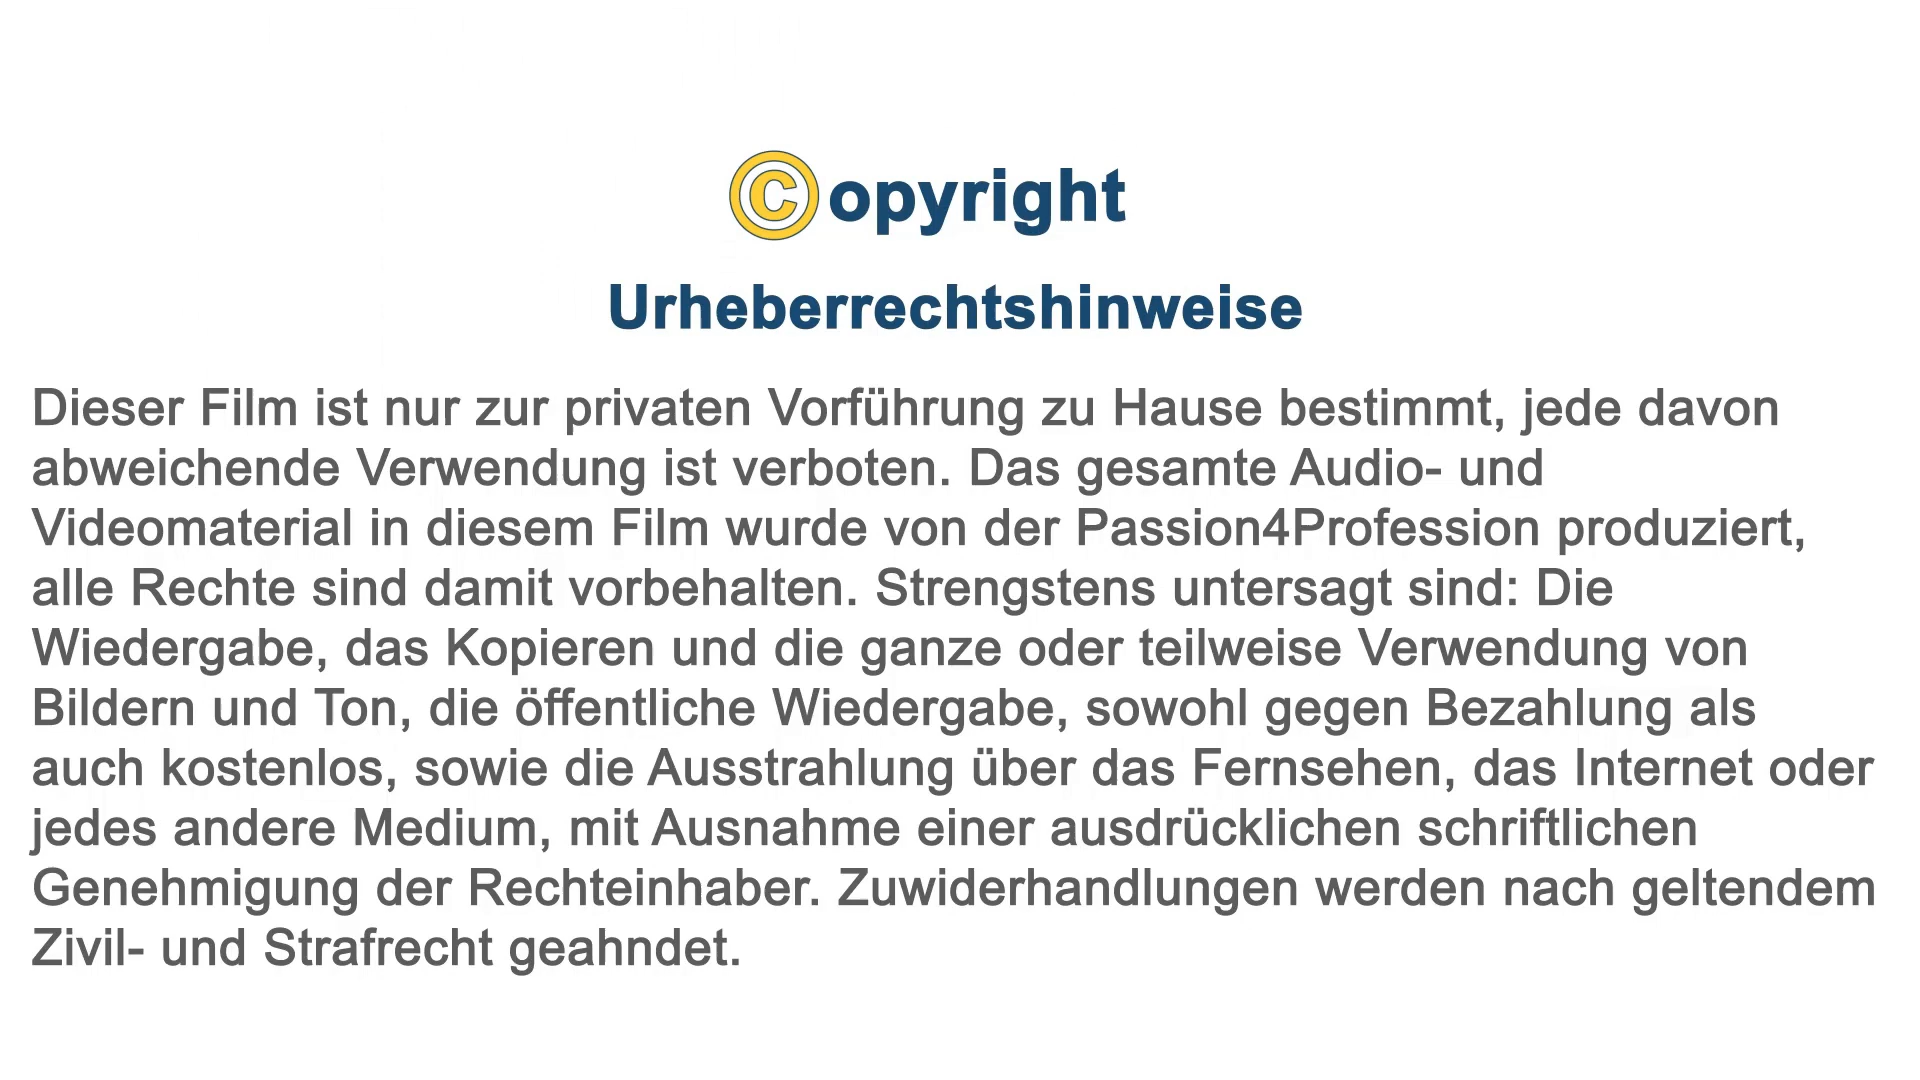 ©opyright
Urheberrechtshinweise
Dieser Film ist nur zur privaten Vorführung zu Hause bestimmt, jede davon
abweichende Verwendung ist verboten. Das gesamte Audio- und
Videomaterial in diesem Film wurde von der Passion4Profession produziert,
alle Rechte sind damit vorbehalten. Strengstens untersagt sind: Die
Wiedergabe, das Kopieren und die ganze oder teilweise Verwendung von
Bildern und Ton, die öffentliche Wiedergabe, sowohl gegen Bezahlung als
auch kostenlos, sowie die Ausstrahlung über das Fernsehen, das Internet oder
jedes andere Medium, mit Ausnahme einer ausdrücklichen schriftlichen
Genehmigung der Rechteinhaber. Zuwiderhandlungen werden nach geltendem
Zivil- und Strafrecht geahndet.